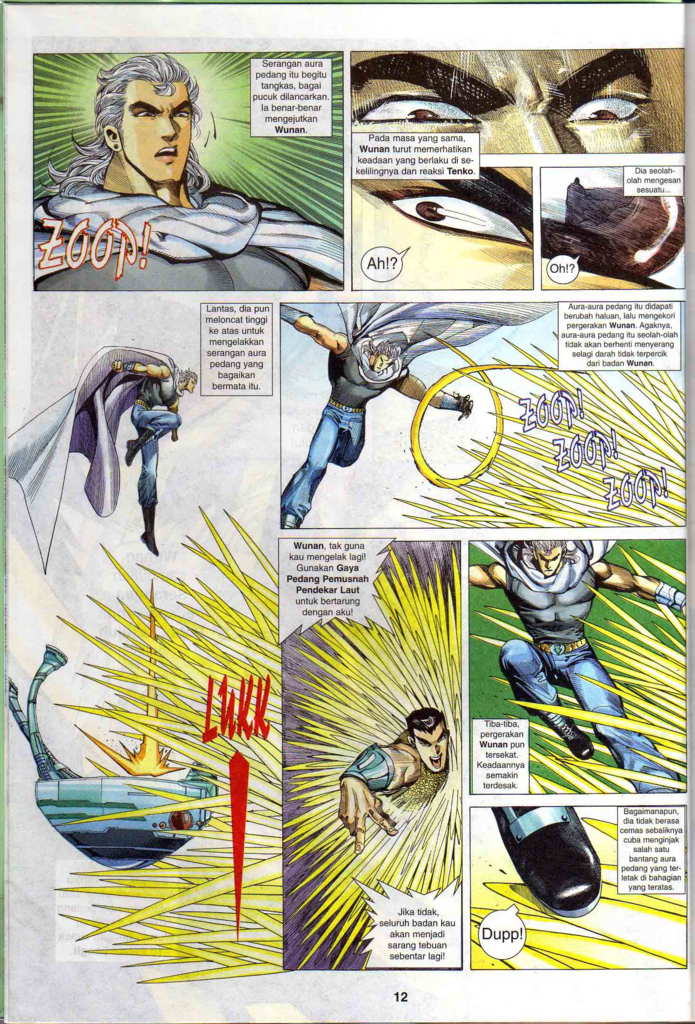 Serangan aura
pedang itu begitu
tangkas, bagai
pucuk dilancarkan.
Ia benar-benar
mengejutkan
Wunan.
ZOOP!
Pada masa yang sama,
Wunan turut memerhatikan
keadaan yang berlaku di se-
kelilingnya dan reaksi Tenko.
Ah!?
Dia seolah-
olah mengesan
sesuatu...
Oh!?
Lantas, dia pun
meloncat tinggi
ke atas untuk
mengelakkan
serangan aura
pedang yang
bagaikan
bermata itu.
Aura-aura pedang itu didapati
berubah haluan, lalu mengekori
pergerakan Wunan. Agaknya,
aura-aura pedang itu seolah-olah
tidak akan berhenti menyerang
selagi darah tidak terpercik
dari badan Wunan.
ZOOP!
ZOOP!
ZOOP!
LUKK
Wunan, tak guna
kau mengelak lagi!
Gunakan Gaya
Pedang Pemusnah
Pendekar Laut
untuk bertarung
dengan aku!
Jika tidak,
seluruh badan kau
akan menjadi
sarang tebuan
sebentar lagi!
Tiba-tiba,
pergerakan
Wunan pun
tersekat.
Keadaannya
semakin
terdesak.
Bagaimanapun,
dia tidak berasa
cemas sebaliknya
cuba menginjak
salah satu
bantang aura
pedang yang ter-
letak di bahagian
yang teratas.
Dupp!
12